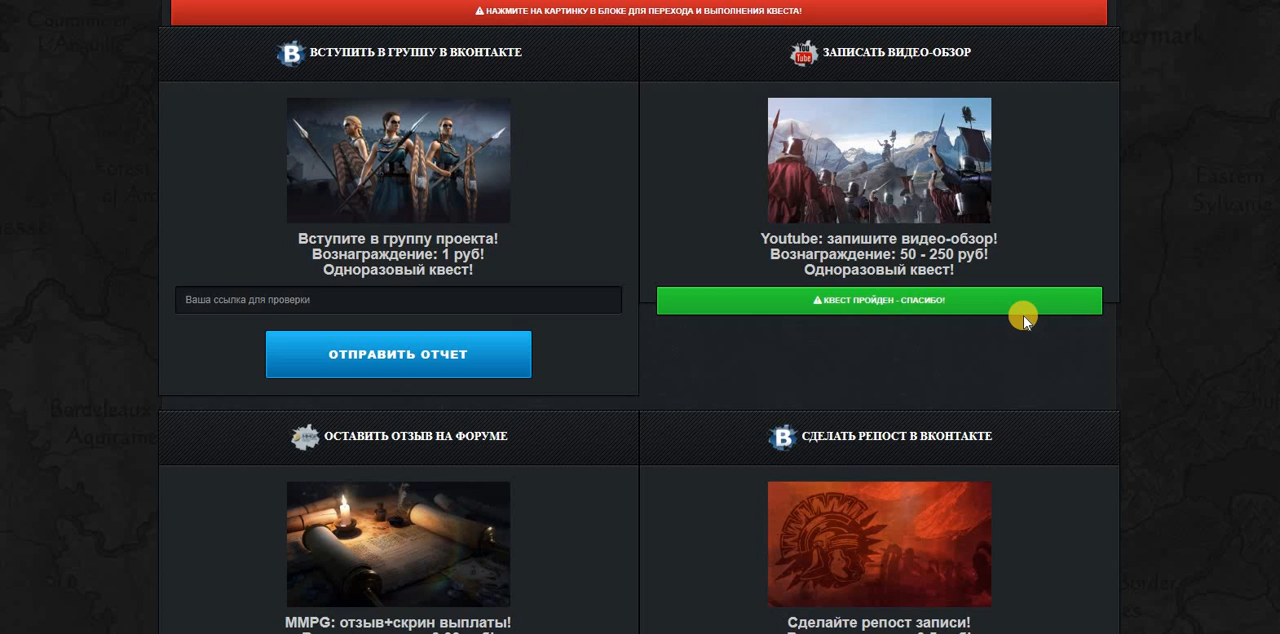 НАЖМИТЕ НА КАРТИНКУ В БЛОКЕ ДЛЯ ПЕРЕХОДА И ВЫПОЛНЕНИЯ КВЕСТА!
ВСТУПИТЬ В ГРУППУ В ВКОНТАКТЕ
Вступите в группу проекта!
Вознаграждение: 1 руб!
Одноразовый квест!
Ваша ссылка для проверки
ОТПРАВИТЬ ОТЧЕТ
You
Tube
ЗАПИСАТЬ ВИДЕО-ОБЗОР
Youtube: запишите видео-обзор!
Вознаграждение: 50 - 250 руб!
Одноразовый квест!
КВЕСТ ПРОЙДЕН - СПАСИБО!
ОСТАВИТЬ ОТЗЫВ НА ФОРУМЕ
MMPG: отзыв+скрин выплаты!
СДЕЛАТЬ РЕПОСТ В ВКОНТАКТЕ
Сделайте репост записи!